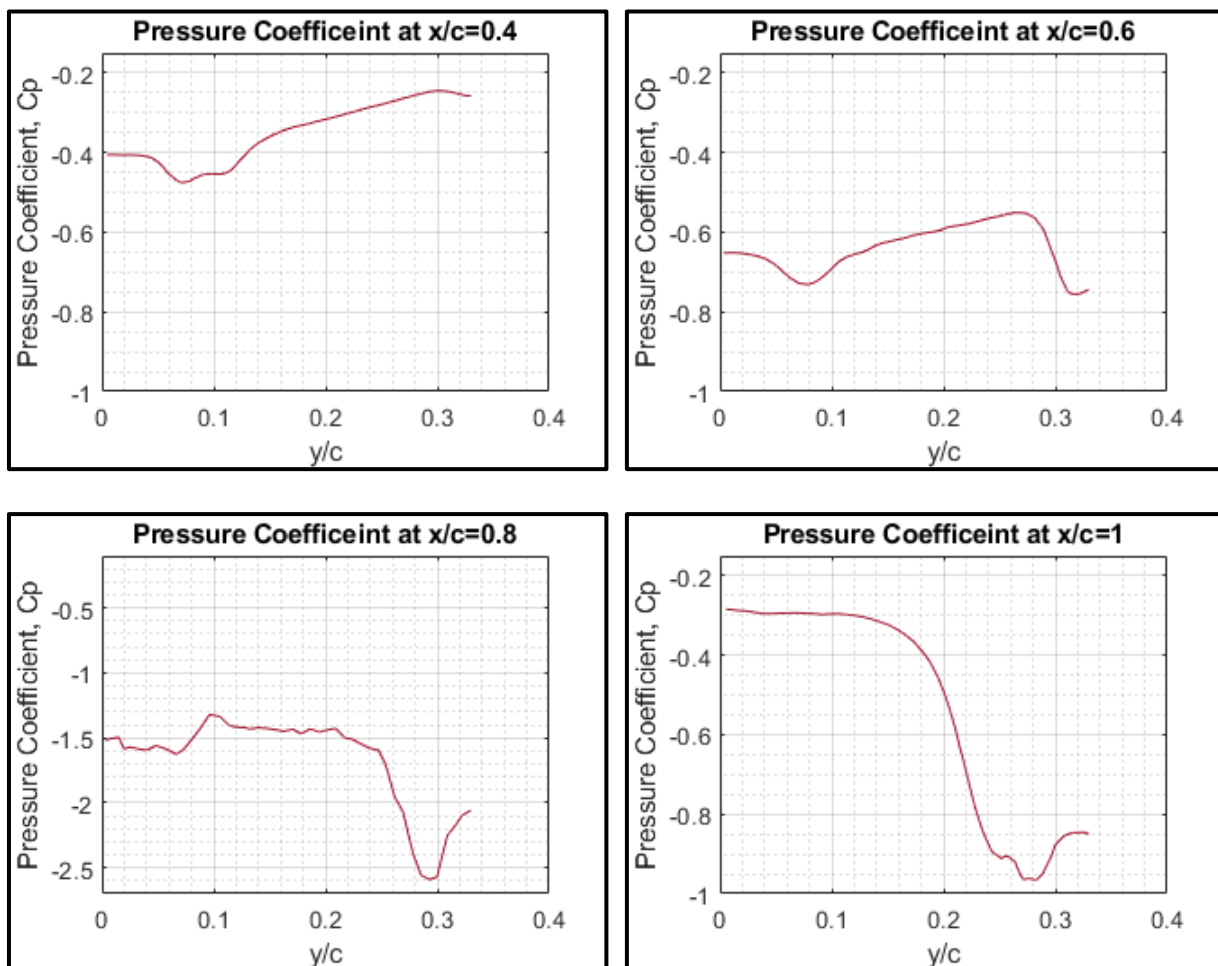 Pressure Coefficeint at x/c=0.4
Pressure Coefficient, Cp
-0.2
-0.4
-0.6
-0.8
-1
0 0.1 0.2 0.3 0.4
y/c
Pressure Coefficeint at x/c=0.6
Pressure Coefficient, Cp
-0.2
-0.4
-0.6
-0.8
-1
0 0.1 0.2 0.3 0.4
y/c
Pressure Coefficeint at x/c=0.8
Pressure Coefficient, Cp
-0.5
-1
-1.5
-2
-2.5
0 0.1 0.2 0.3 0.4
y/c
Pressure Coefficeint at x/c=1
Pressure Coefficient, Cp
-0.2
-0.4
-0.6
-0.8
-1
0 0.1 0.2 0.3 0.4
y/c